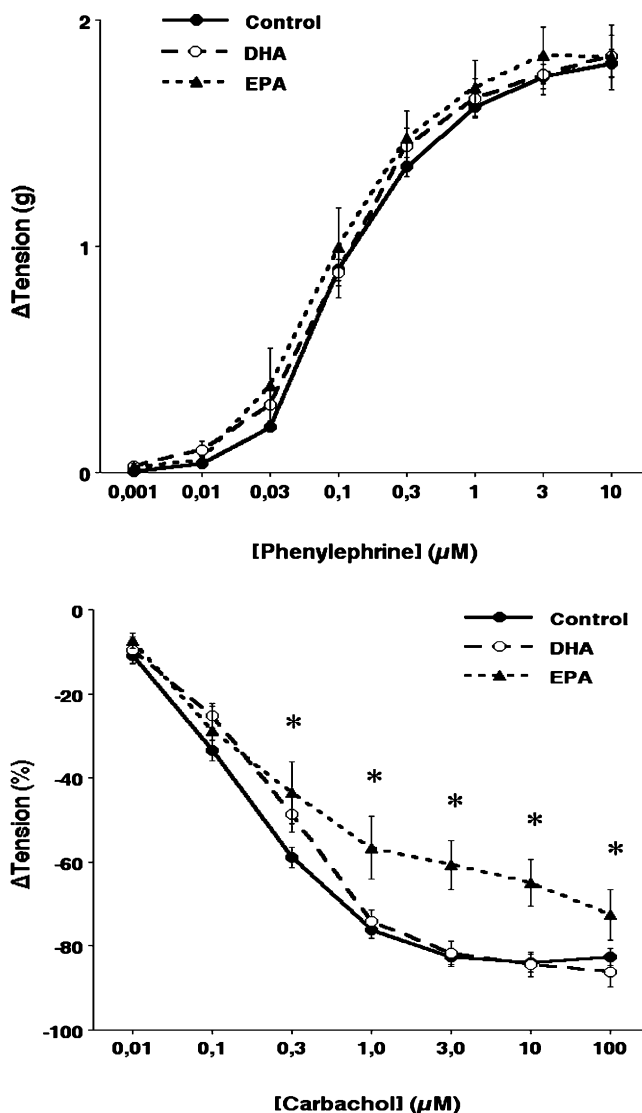 2
Control
DHA
EPA
ΔTension (g)
1
0
0,001 0,01 0,03 0,1 0,3 1 3 10
[Phenylephrine] (µM)
0
Control
DHA
EPA
-20
*
*
*
*
*
-40
ΔTension (%)
-60
-80
-100
0,01 0,1 0,3 1,0 3,0 10 100
[Carbachol] (µM)